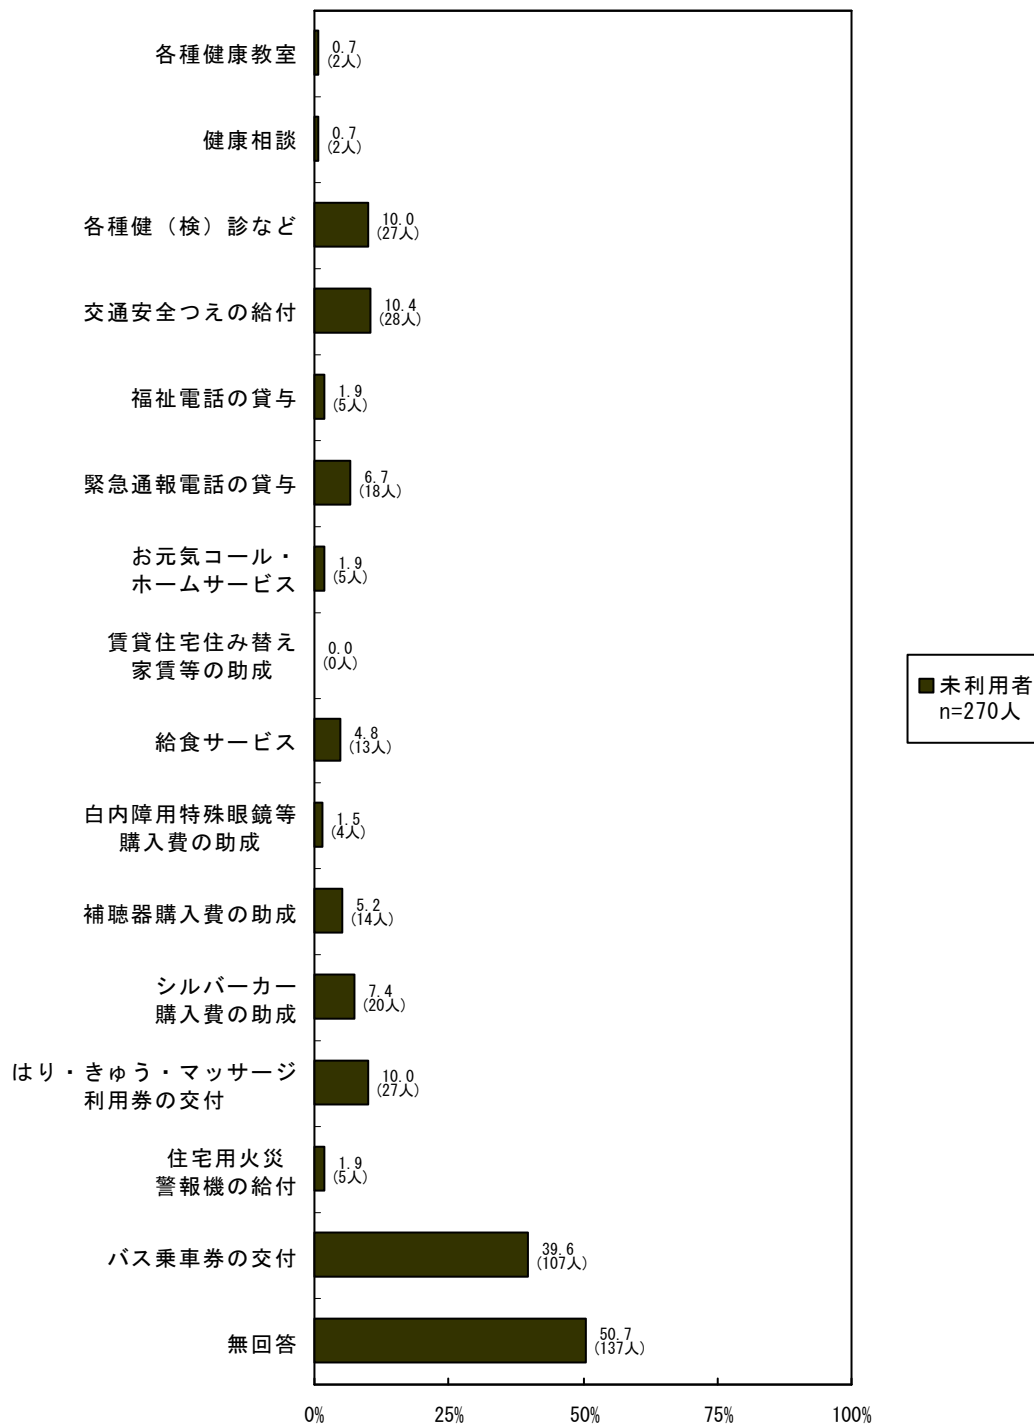 各種健康教室
0.7
(2人)
健康相談
0.7
(2人)
各種健（検）診など
10.0
(27人)
交通安全つえの給付
10.4
(28人)
福祉電話の貸与
1.9
(5人)
緊急通報電話の貸与
6.7
(18人)
お元気コール・
ホームサービス
1.9
(5人)
賃貸住宅住み替え
家賃等の助成
0.0
(0人)
給食サービス
4.8
(13人)
白内障用特殊眼鏡等
購入費の助成
1.5
(4人)
補聴器購入費の助成
5.2
(14人)
シルバーカー
購入費の助成
7.4
(20人)
はり・きゅう・マッサージ
利用券の交付
10.0
(27人)
住宅用火災
警報機の給付
1.9
(5人)
バス乗車券の交付
39.6
(107人)
無回答
50.7
(137人)
0%
25%
50%
75%
100%
未利用者
n=270人